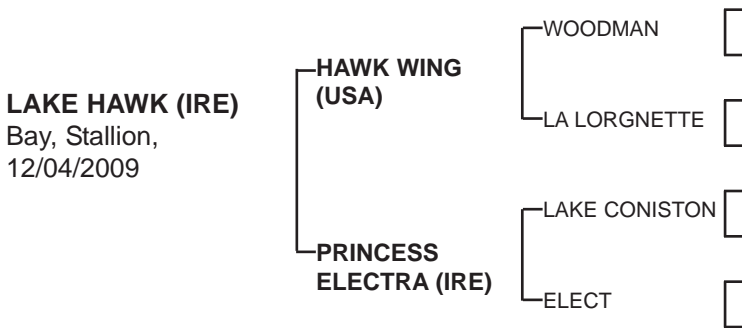 LAKE HAWK (IRE)
Bay, Stallion,
12/04/2009
HAWK WING
(USA)
PRINCESS
ELECTRA (IRE)
WOODMAN
LA LORGNETTE
LAKE CONISTON
ELECT